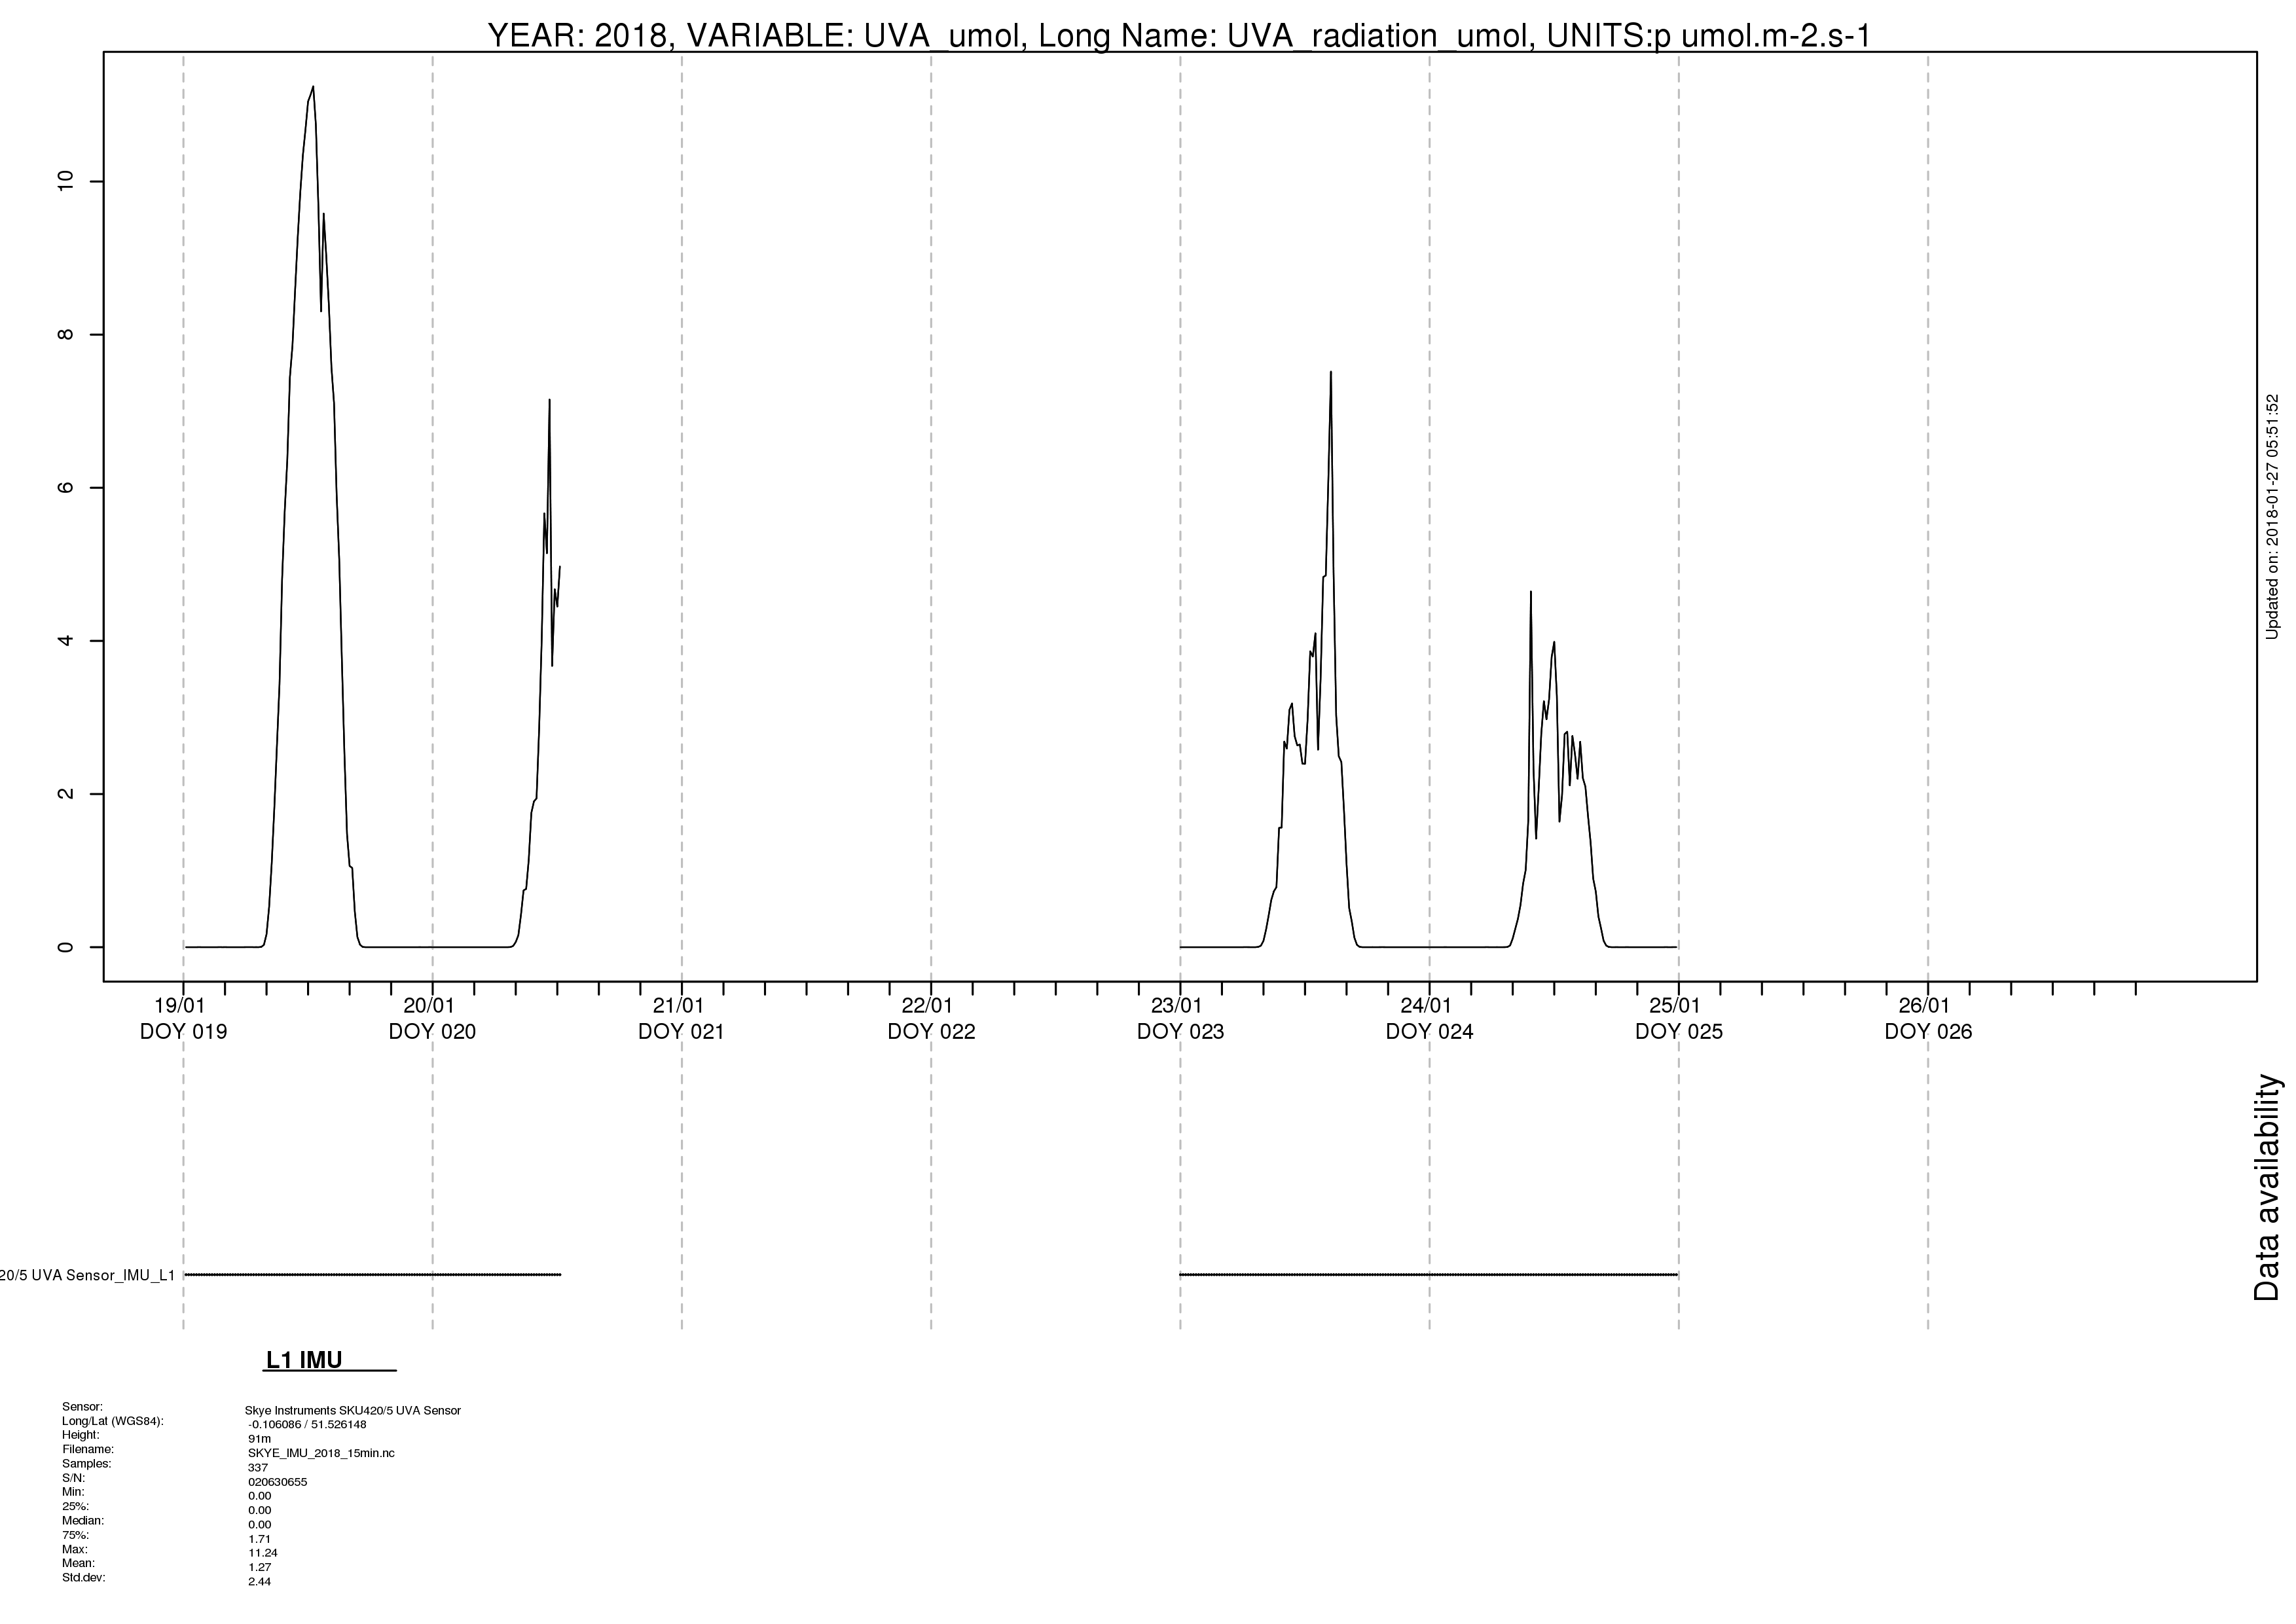 YEAR: 2018, VARIABLE: UVA_umol, Long Name: UVA_radiation_umol, UNITS:p umol.m-2.s-1
10
8
6
4
2
0
Updated on: 2018-01-27 05:51:52
19/01 20/01 21/01 22/01 23/01 24/01 25/01 26/01
DOY 019 DOY 020 DOY 021 DOY 022 DOY 023 DOY 024 DOY 025 DOY 026
Data availability
20/5 UVA Sensor_IMU_L1
L1 IMU
Sensor: Skye Instruments SKU420/5 UVA Sensor
Long/Lat (WGS84): -0.106086 / 51.526148
Height: 91m
Filename: SKYE_IMU_2018_15min.nc
Samples: 337
S/N: 020630655
Min: 0.00
25%: 0.00
Median: 0.00
75%: 1.71
Max: 11.24
Mean: 1.27
Std.dev: 2.44